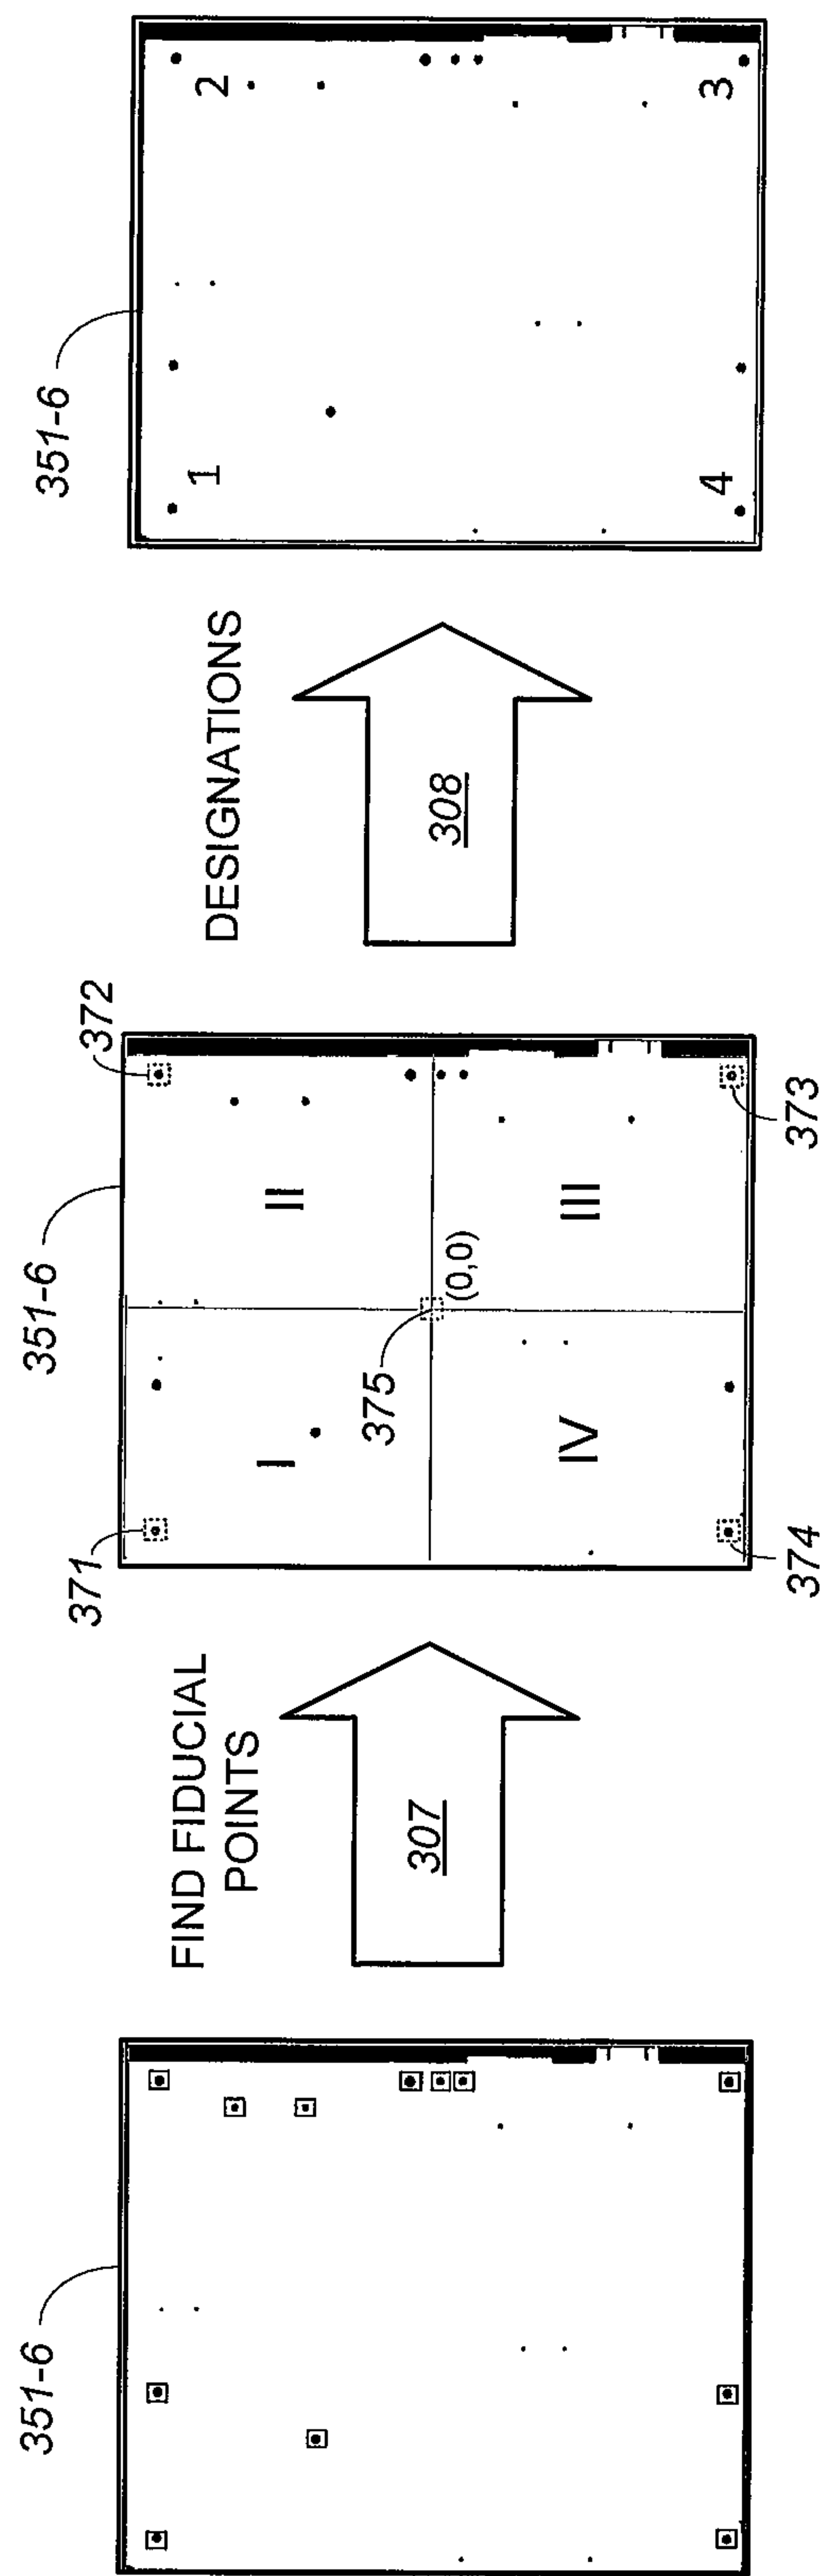 351-6
FIND FIDUCIAL
POINTS
307
351-6
371
372
I
II
375
(0,0)
IV
III
374
373
DESIGNATIONS
308
351-6
1
2
4
3